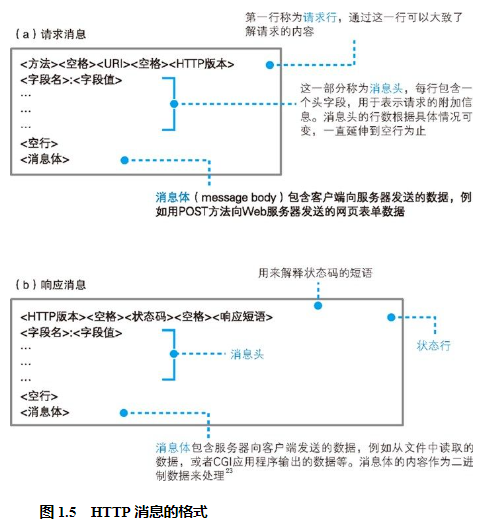 第一行称为请求行，通过这一行可以大致了
解请求的内容
（a）请求消息
<方法><空格><URI><空格><HTTP版本>
<字段名>:<字段值>
…
…
…
<空行>
<消息体>
这一部分称为消息头，每行包含一
个头字段，用于表示请求的附加信
息。消息头的行数根据具体情况可
变，一直延伸到空行为止
消息体（message body）包含客户端向服务器发送的数据，例
如用POST方法向Web服务器发送的网页表单数据
用来解释状态码的短语
（b）响应消息
<HTTP版本><空格><状态码><空格><响应短语>
<字段名>:<字段值>
…
…
…
<空行>
<消息体>
消息头
状态行
消息体包含服务器向客户端发送的数据，例如从文件中读取的
数据，或者CGI应用程序输出的数据等。消息体的内容作为二进
制数据来处理23
图 1.5 HTTP 消息的格式